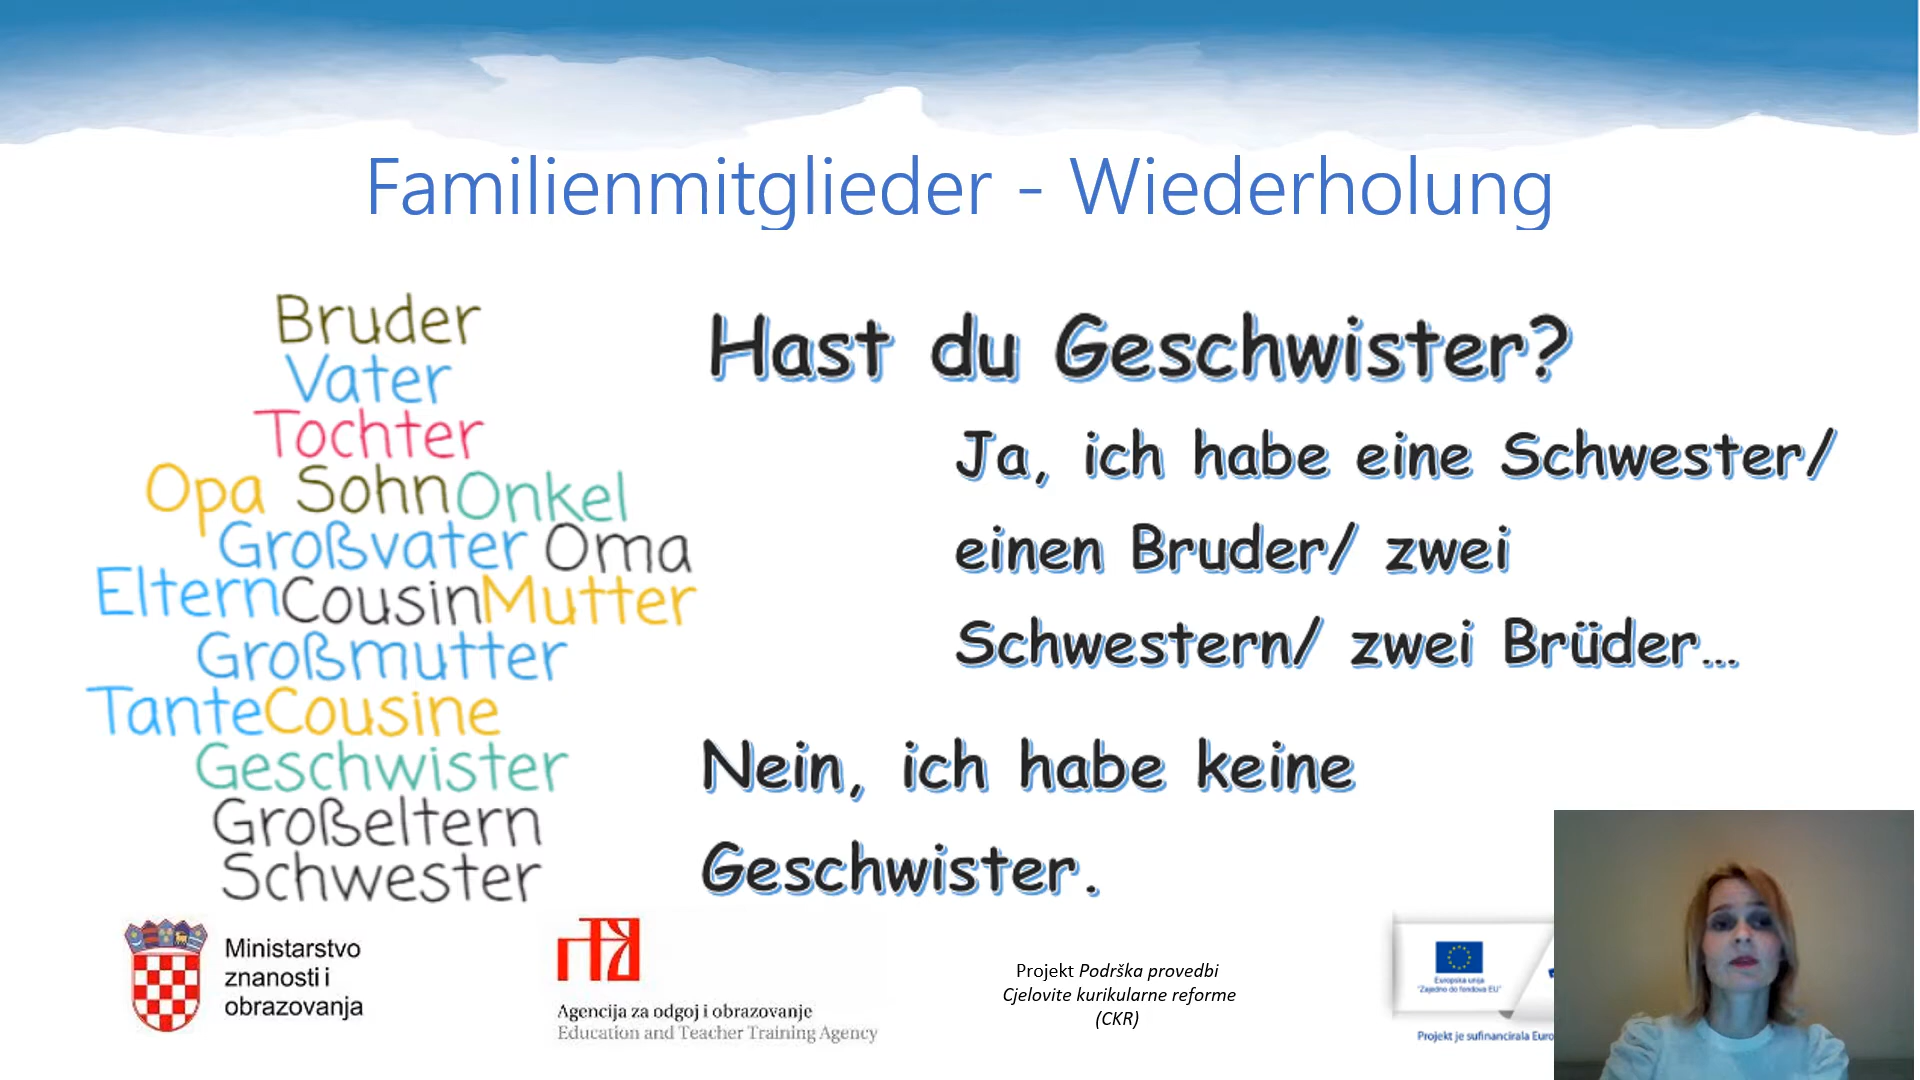 Familienmitglieder - Wiederholung
Bruder
Vater
Tochter
Opa Sohn Onkel
Großvater Oma
Eltern Cousin Mutter
Großmutter
Tante Cousine
Geschwister
Großeltern
Schwester
Hast du Geschwister?
Ja, ich habe eine Schwester/
einen Bruder/ zwei
Schwestern/ zwei Brüder...
Nein, ich habe keine
Geschwister.
Ministarstvo
znanosti i
obrazovanja
Agencija za odgoj i obrazovanje
Education and Teacher Training Agency
Projekt Podrška provedbi
Cjelovite kurikularne reforme
(CKR)
Europska unija
"Zajedno do fondova EU"
Projekt je sufinancirala Euro